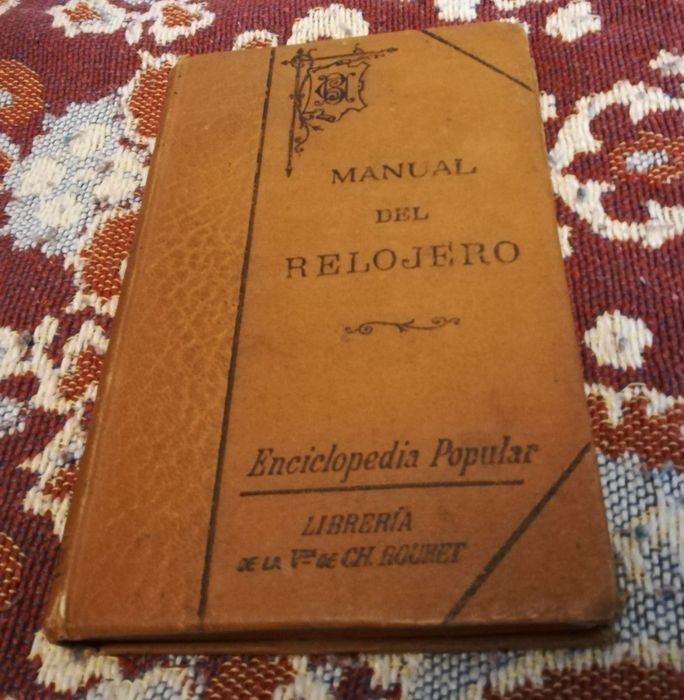 MANUAL
DEL
RELOJERO
Enciclopedia Popular
LIBRERÍA
DE LA Vda DE CH. BOURET